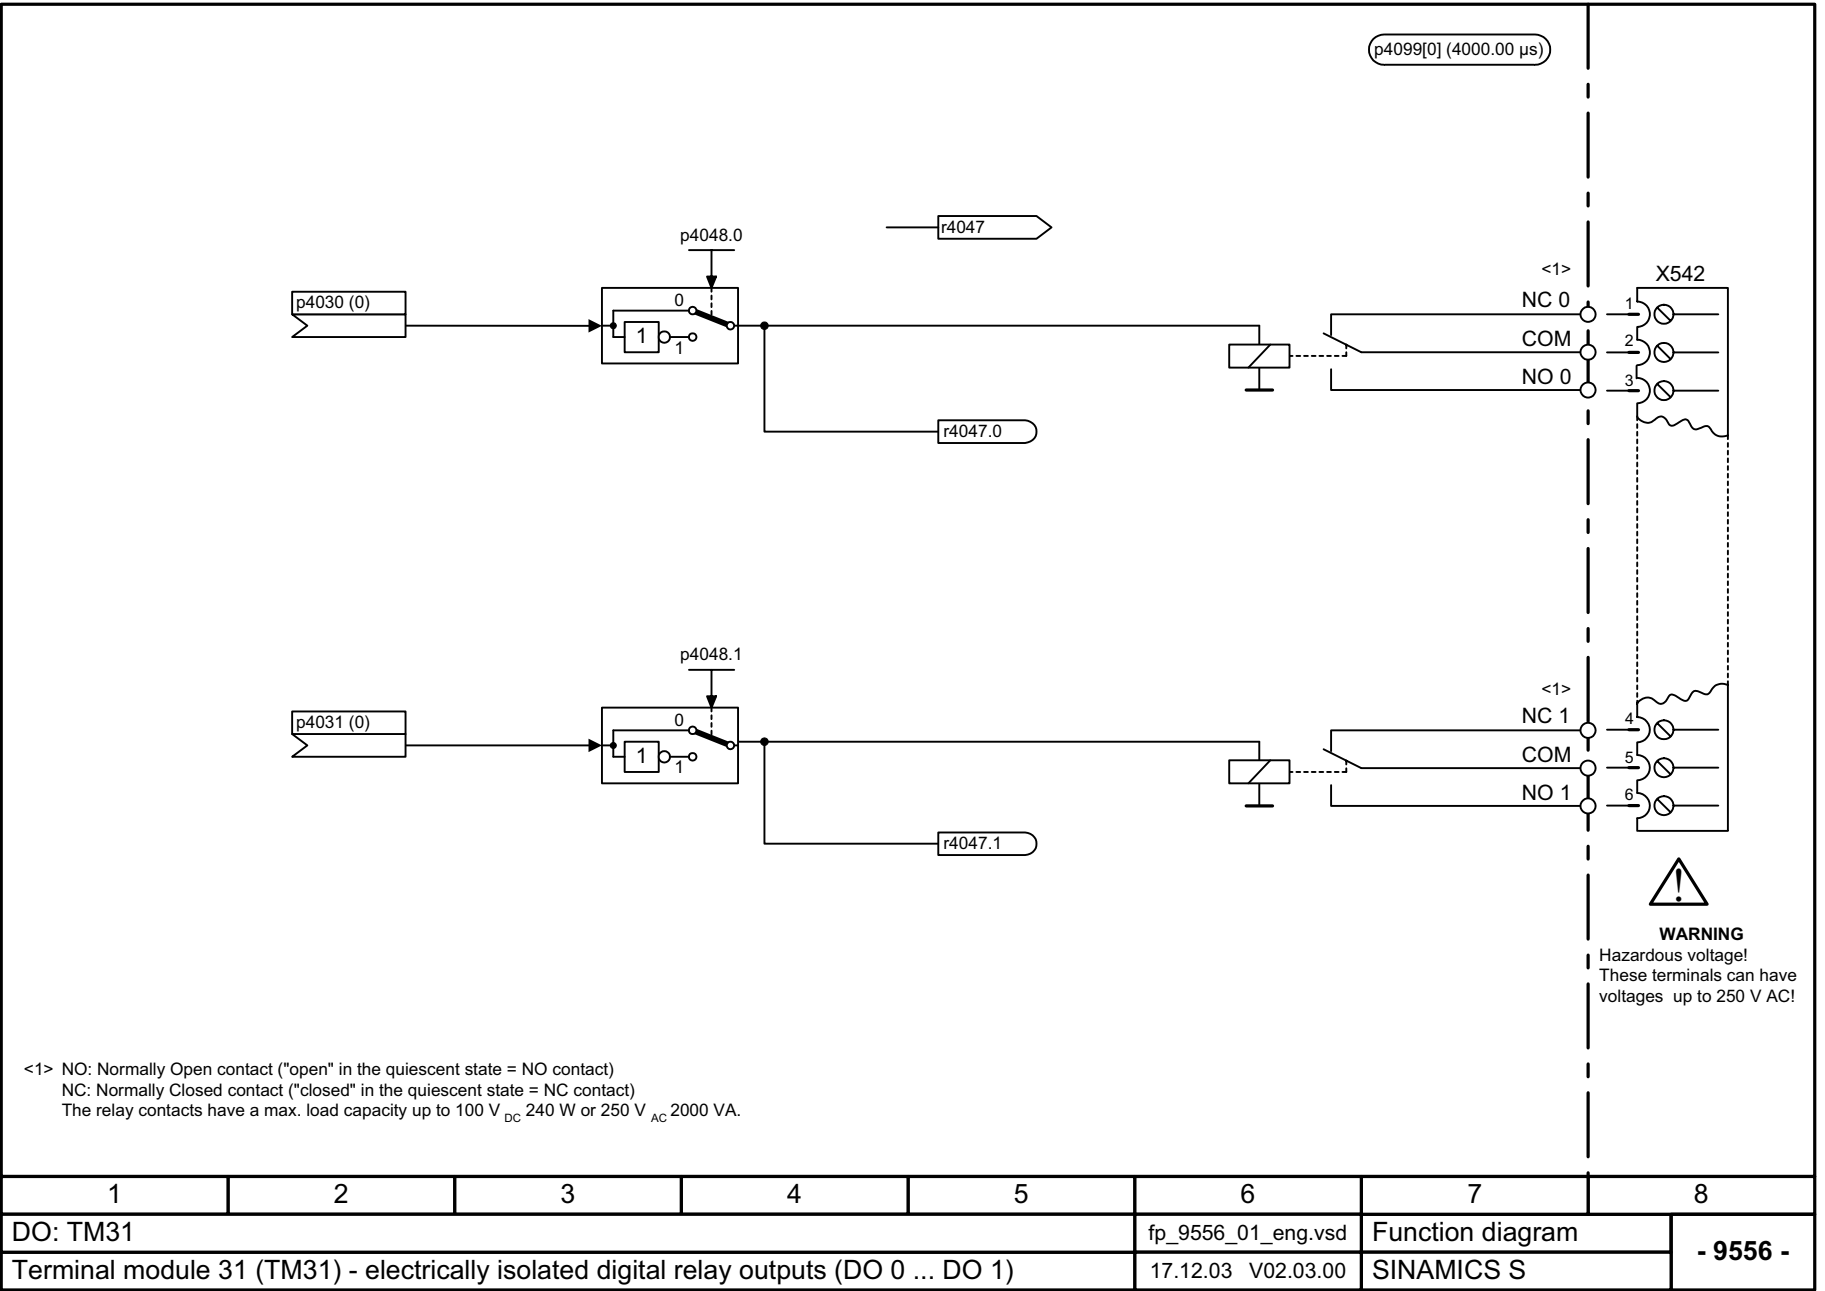 p4099[0] (4000.00 µs)
r4047
p4048.0
<1>
X542
p4030 (0)
0
1
1
NC 0
1
COM
2
NO 0
3
r4047.0
p4048.1
<1>
p4031 (0)
0
1
1
NC 1
4
COM
5
NO 1
6
r4047.1
!
WARNING
Hazardous voltage!
These terminals can have
voltages up to 250 V AC!
<1> NO: Normally Open contact ("open" in the quiescent state = NO contact)
NC: Normally Closed contact ("closed" in the quiescent state = NC contact)
The relay contacts have a max. load capacity up to 100 V DC 240 W or 250 V AC 2000 VA.
1 2 3 4 5 6 7 8
DO: TM31
fp_9556_01_eng.vsd
Function diagram
- 9556 -
Terminal module 31 (TM31) - electrically isolated digital relay outputs (DO 0 ... DO 1)
17.12.03 V02.03.00
SINAMICS S